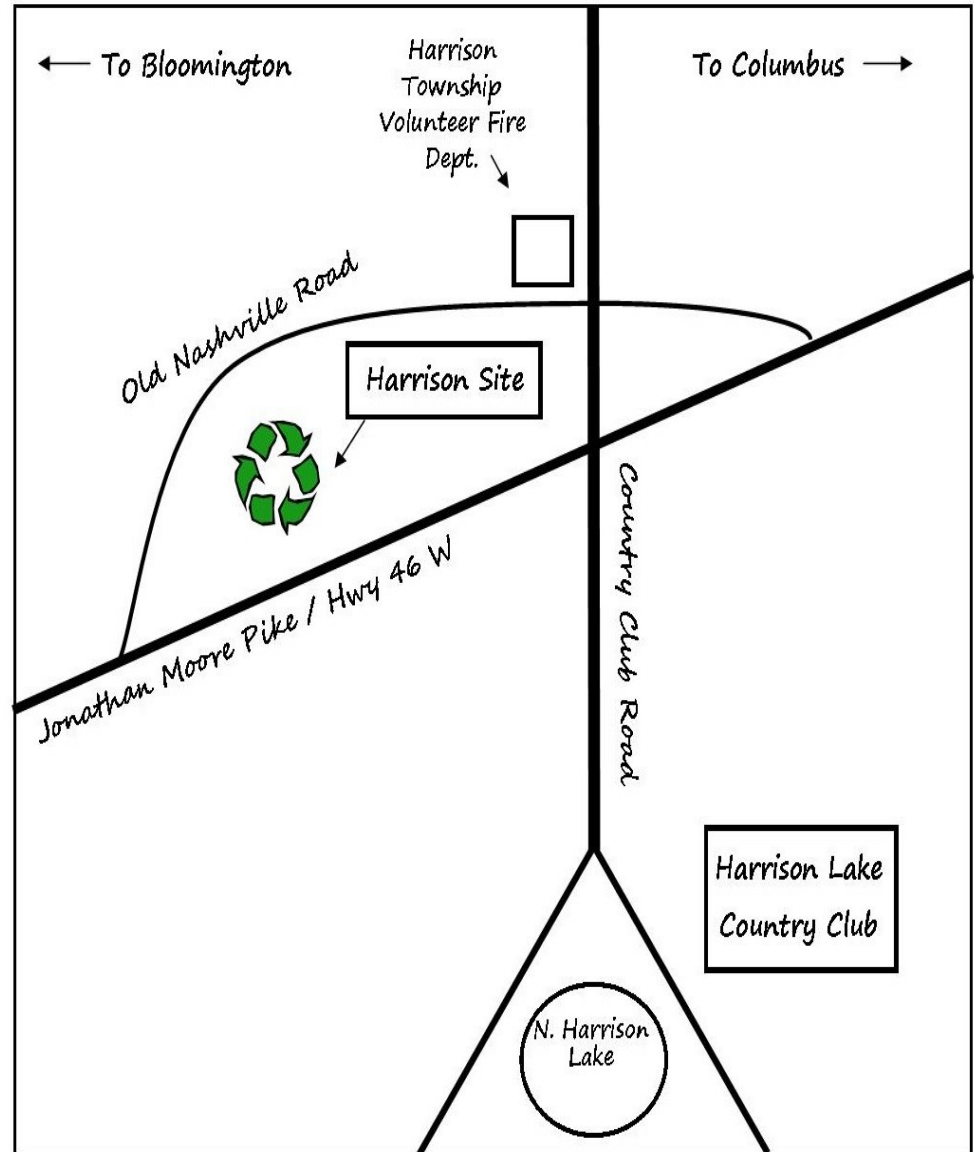 ← To Bloomington
Harrison
Township
Volunteer Fire
Dept.
To Columbus →
Old Nashville Road
Harrison Site
Jonathan Moore Pike / Hwy 46 W
Country Club Road
Harrison Lake
Country Club
N. Harrison
Lake